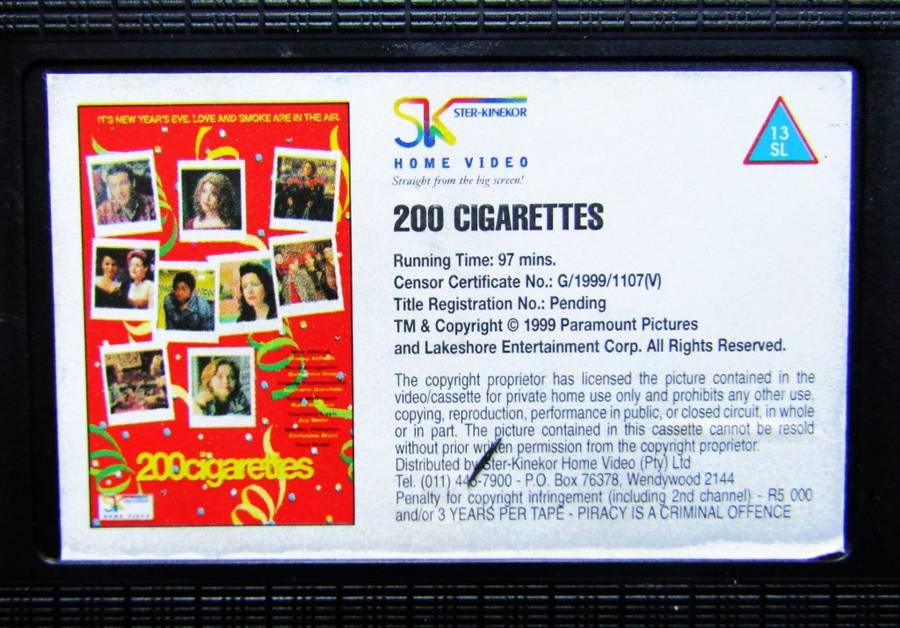 IT'S NEW YEAR'S EVE. LOVE AND SMOKE ARE IN THE AIR.
200cigarettes
SK STER-KINEKOR
HOME VIDEO
Straight from the big screen!
13
SL
200 CIGARETTES
Running Time: 97 mins.
Censor Certificate No.: G/1999/1107(V)
Title Registration No.: Pending
TM & Copyright © 1999 Paramount Pictures
and Lakeshore Entertainment Corp. All Rights Reserved.
The copyright proprietor has licensed the picture contained in the
video/cassette for private home use only and prohibits any other use,
copying, reproduction, performance in public, or closed circuit, in whole
or in part. The picture contained in this cassette cannot be resold
without prior written permission from the copyright proprietor.
Distributed by Ster-Kinekor Home Video (Pty) Ltd
Tel. (011) 445-7900 - P.O. Box 76378, Wendywood 2144
Penalty for copyright infringement (including 2nd channel) - R5 000
and/or 3 YEARS PER TAPE - PIRACY IS A CRIMINAL OFFENCE